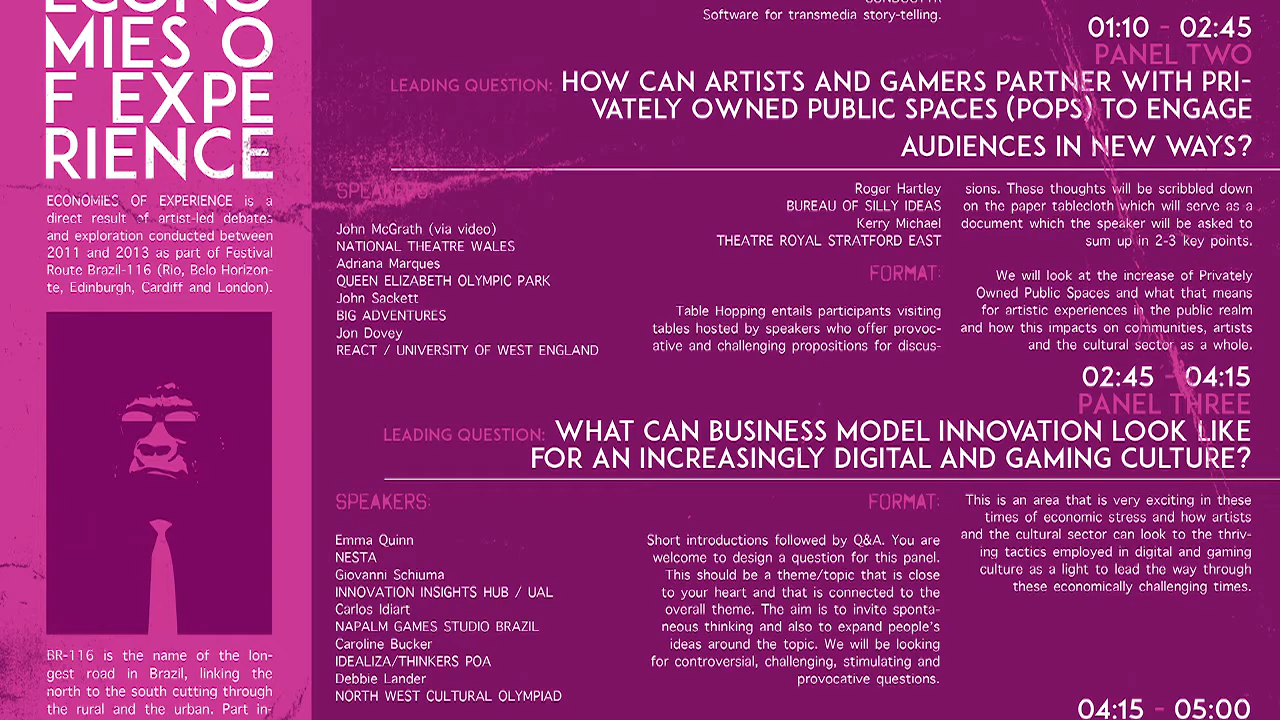 ECONO
MIES O
F EXPE
RIENCE
ECONOMIES OF EXPERIENCE is a
direct result of artist-led debates
and exploration conducted between
2011 and 2013 as part of Festival
Route Brazil-116 (Rio, Belo Horizon-
te, Edinburgh, Cardiff and London).
BR-116 is the name of the lon-
gest road in Brazil, linking the
north to the south cutting through
the rural and the urban. Part in-
Software for transmedia story-telling.
01:10 - 02:45
PANEL TWO
LEADING QUESTION: HOW CAN ARTISTS AND GAMERS PARTNER WITH PRI-
VATELY OWNED PUBLIC SPACES (POPS) TO ENGAGE
AUDIENCES IN NEW WAYS?
SPEAKERS:
John McGrath (via video)
NATIONAL THEATRE WALES
Adriana Marques
QUEEN ELIZABETH OLYMPIC PARK
John Sackett
BIG ADVENTURES
Jon Dovey
REACT / UNIVERSITY OF WEST ENGLAND
Roger Hartley
BUREAU OF SILLY IDEAS
Kerry Michael
THEATRE ROYAL STRATFORD EAST
FORMAT:
Table Hopping entails participants visiting
tables hosted by speakers who offer provoc-
ative and challenging propositions for discus-
sions. These thoughts will be scribbled down
on the paper tablecloth which will serve as a
document which the speaker will be asked to
sum up in 2-3 key points.
We will look at the increase of Privately
Owned Public Spaces and what that means
for artistic experiences in the public realm
and how this impacts on communities, artists
and the cultural sector as a whole.
02:45 - 04:15
PANEL THREE
LEADING QUESTION: WHAT CAN BUSINESS MODEL INNOVATION LOOK LIKE
FOR AN INCREASINGLY DIGITAL AND GAMING CULTURE?
SPEAKERS:
Emma Quinn
NESTA
Giovanni Schiuma
INNOVATION INSIGHTS HUB / UAL
Carlos Idiart
NAPALM GAMES STUDIO BRAZIL
Caroline Bucker
IDEALIZA/THINKERS POA
Debbie Lander
NORTH WEST CULTURAL OLYMPIAD
FORMAT:
Short introductions followed by Q&A. You are
welcome to design a question for this panel.
This should be a theme/topic that is close
to your heart and that is connected to the
overall theme. The aim is to invite sponta-
neous thinking and also to expand people's
ideas around the topic. We will be looking
for controversial, challenging, stimulating and
provocative questions.
This is an area that is very exciting in these
times of economic stress and how artists
and the cultural sector can look to the thriv-
ing tactics employed in digital and gaming
culture as a light to lead the way through
these economically challenging times.
04:15 - 05:00